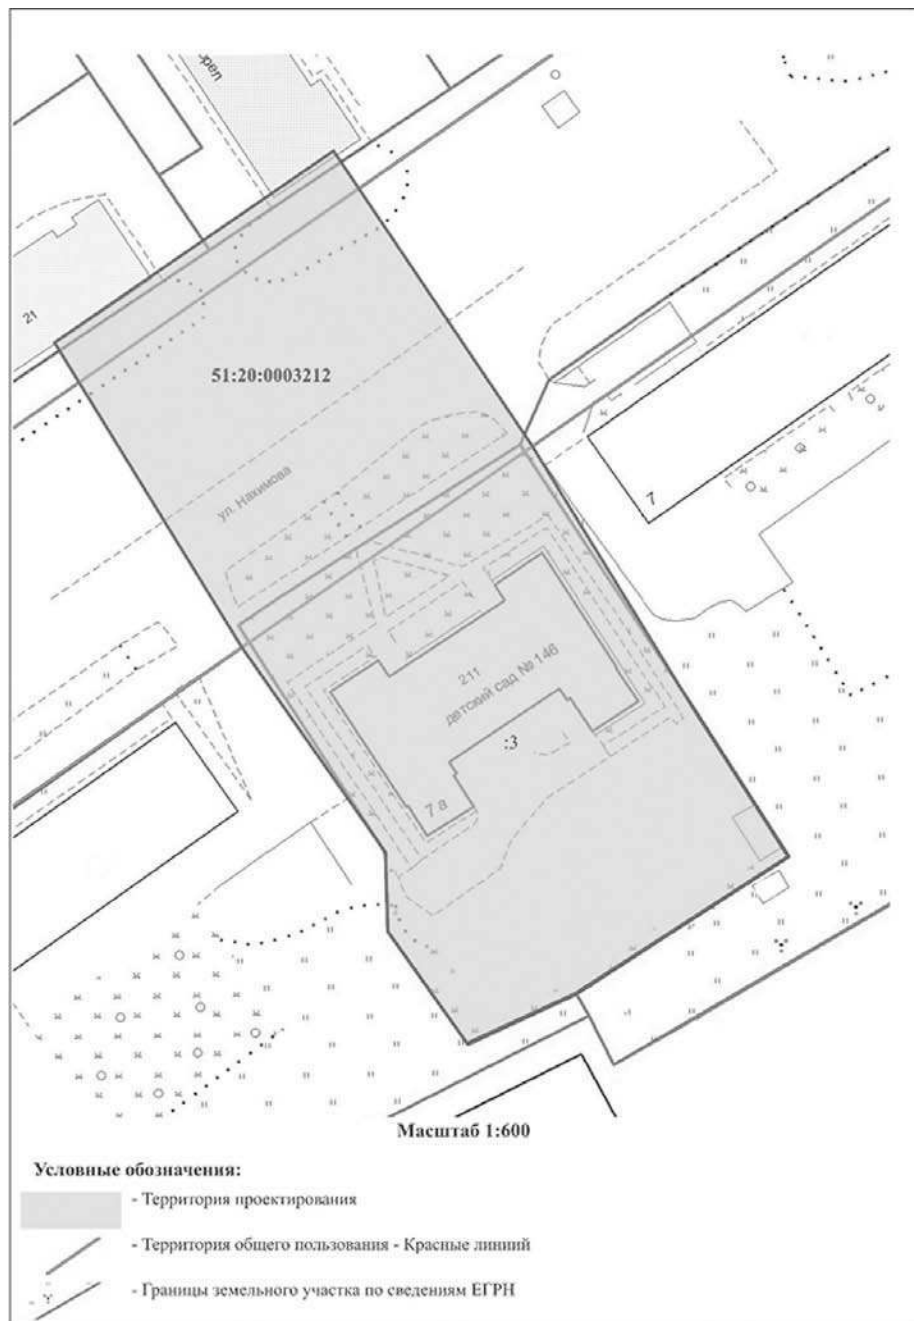 21
51:20:0003212
ул. Нахимова
7
211
детский сад № 146
:3
7 а
Масштаб 1:600
Условные обозначения:
- Территория проектирования
- Территория общего пользования - Красные линиий
- Границы земельного участка по сведениям ЕГРН